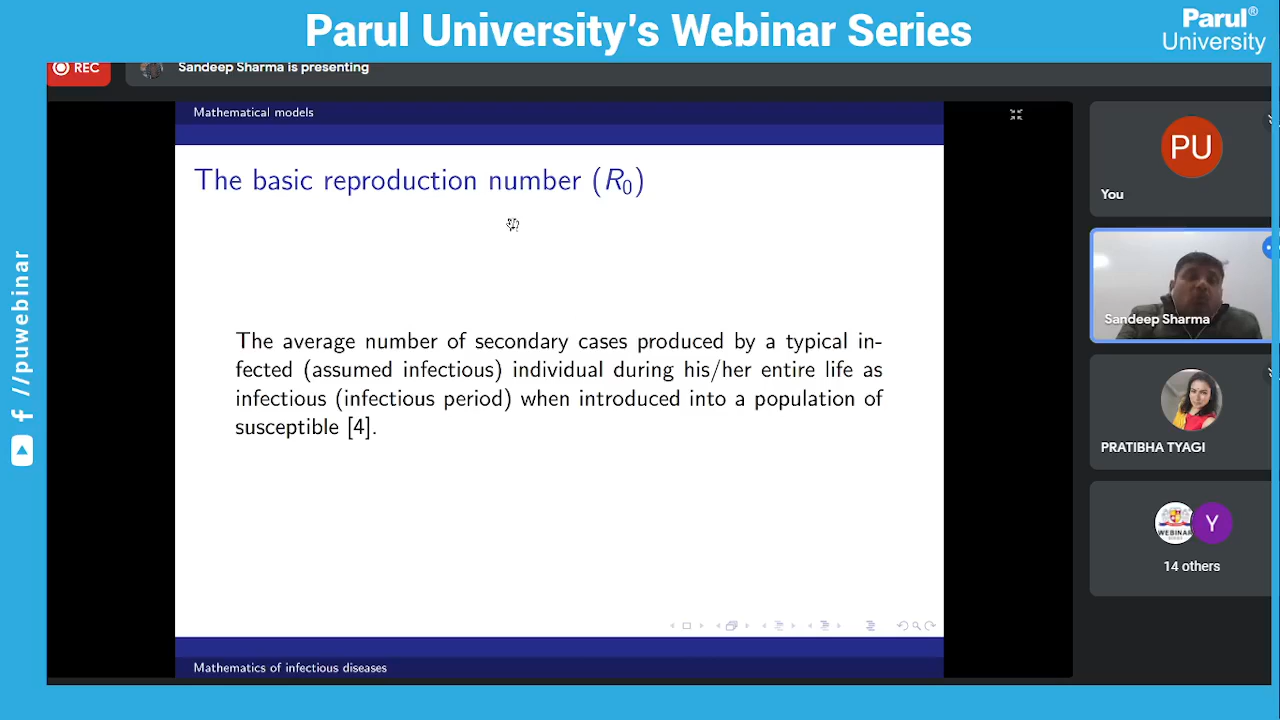 Parul University's Webinar Series
Parul®
University
REC
Sandeep Sharma is presenting
Mathematical models
The basic reproduction number (R₀)
The average number of secondary cases produced by a typical in-
fected (assumed infectious) individual during his/her entire life as
infectious (infectious period) when introduced into a population of
susceptible [4].
Mathematics of infectious diseases
PU
You
Sandeep Sharma
PRATIBHA TYAGI
WEBINAR
Y
14 others
//puwebinar